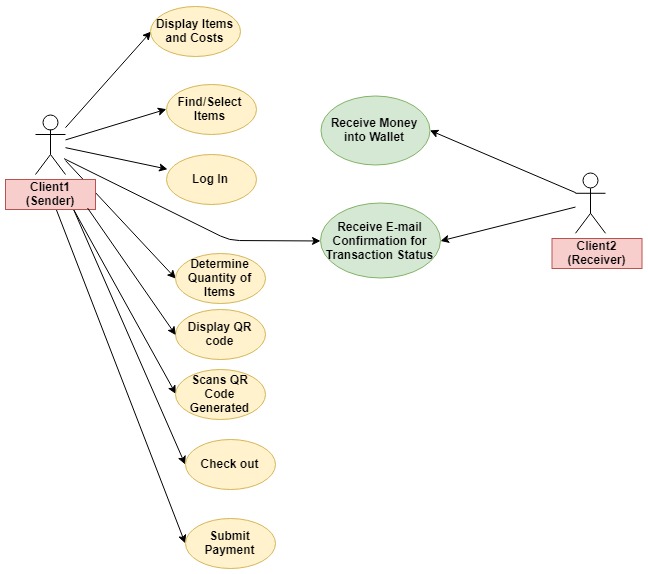 Display Items
and Costs
Find/Select
Items
Log In
Client1
(Sender)
Receive Money
into Wallet
Receive E-mail
Confirmation for
Transaction Status
Client2
(Receiver)
Determine
Quantity of
Items
Display QR
code
Scans QR
Code
Generated
Check out
Submit
Payment